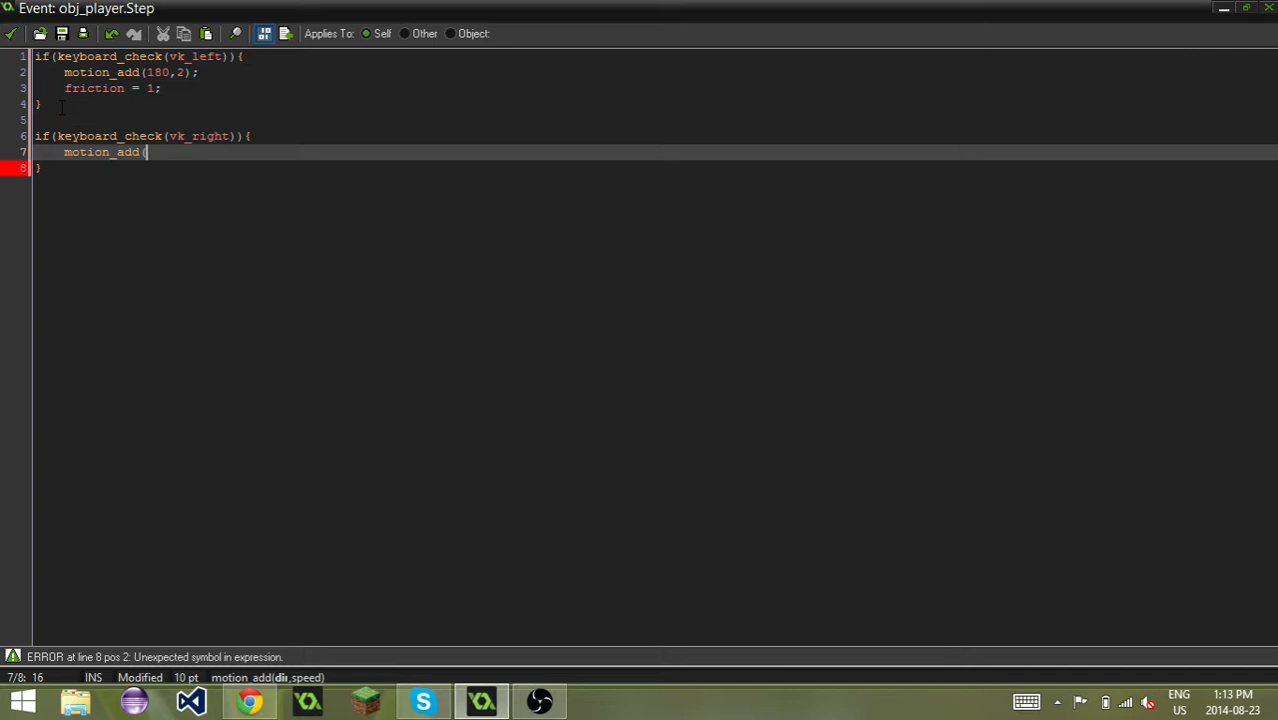 Event: obj_player.Step
Applies To: Self Other Object:
1 if(keyboard_check(vk_left)){
2 motion_add(180,2);
3 friction = 1;
4 }
5
6 if(keyboard_check(vk_right)){
7 motion_add(
8 }
ERROR at line 8 pos 2: Unexpected symbol in expression.
7/8: 16 INS Modified 10 pt motion_add(dir,speed)
ENG 1:13 PM
US 2014-08-23